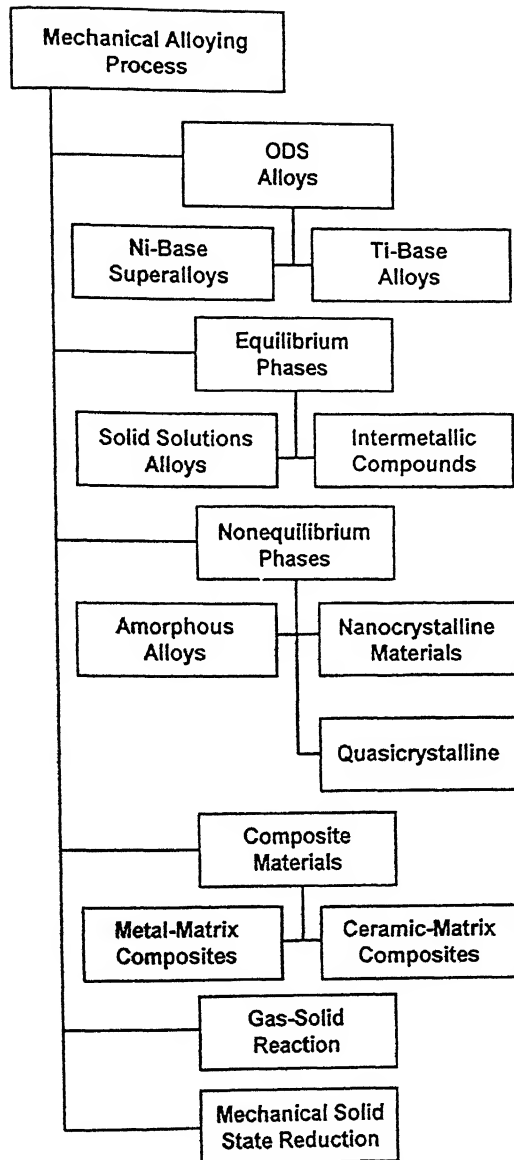 Mechanical Alloying
Process
ODS
Alloys
Ni-Base
Superalloys
Ti-Base
Alloys
Equilibrium
Phases
Solid Solutions
Alloys
Intermetallic
Compounds
Nonequilibrium
Phases
Amorphous
Alloys
Nanocrystalline
Materials
Quasicrystalline
Composite
Materials
Metal-Matrix
Composites
Ceramic-Matrix
Composites
Gas-Solid
Reaction
Mechanical Solid
State Reduction